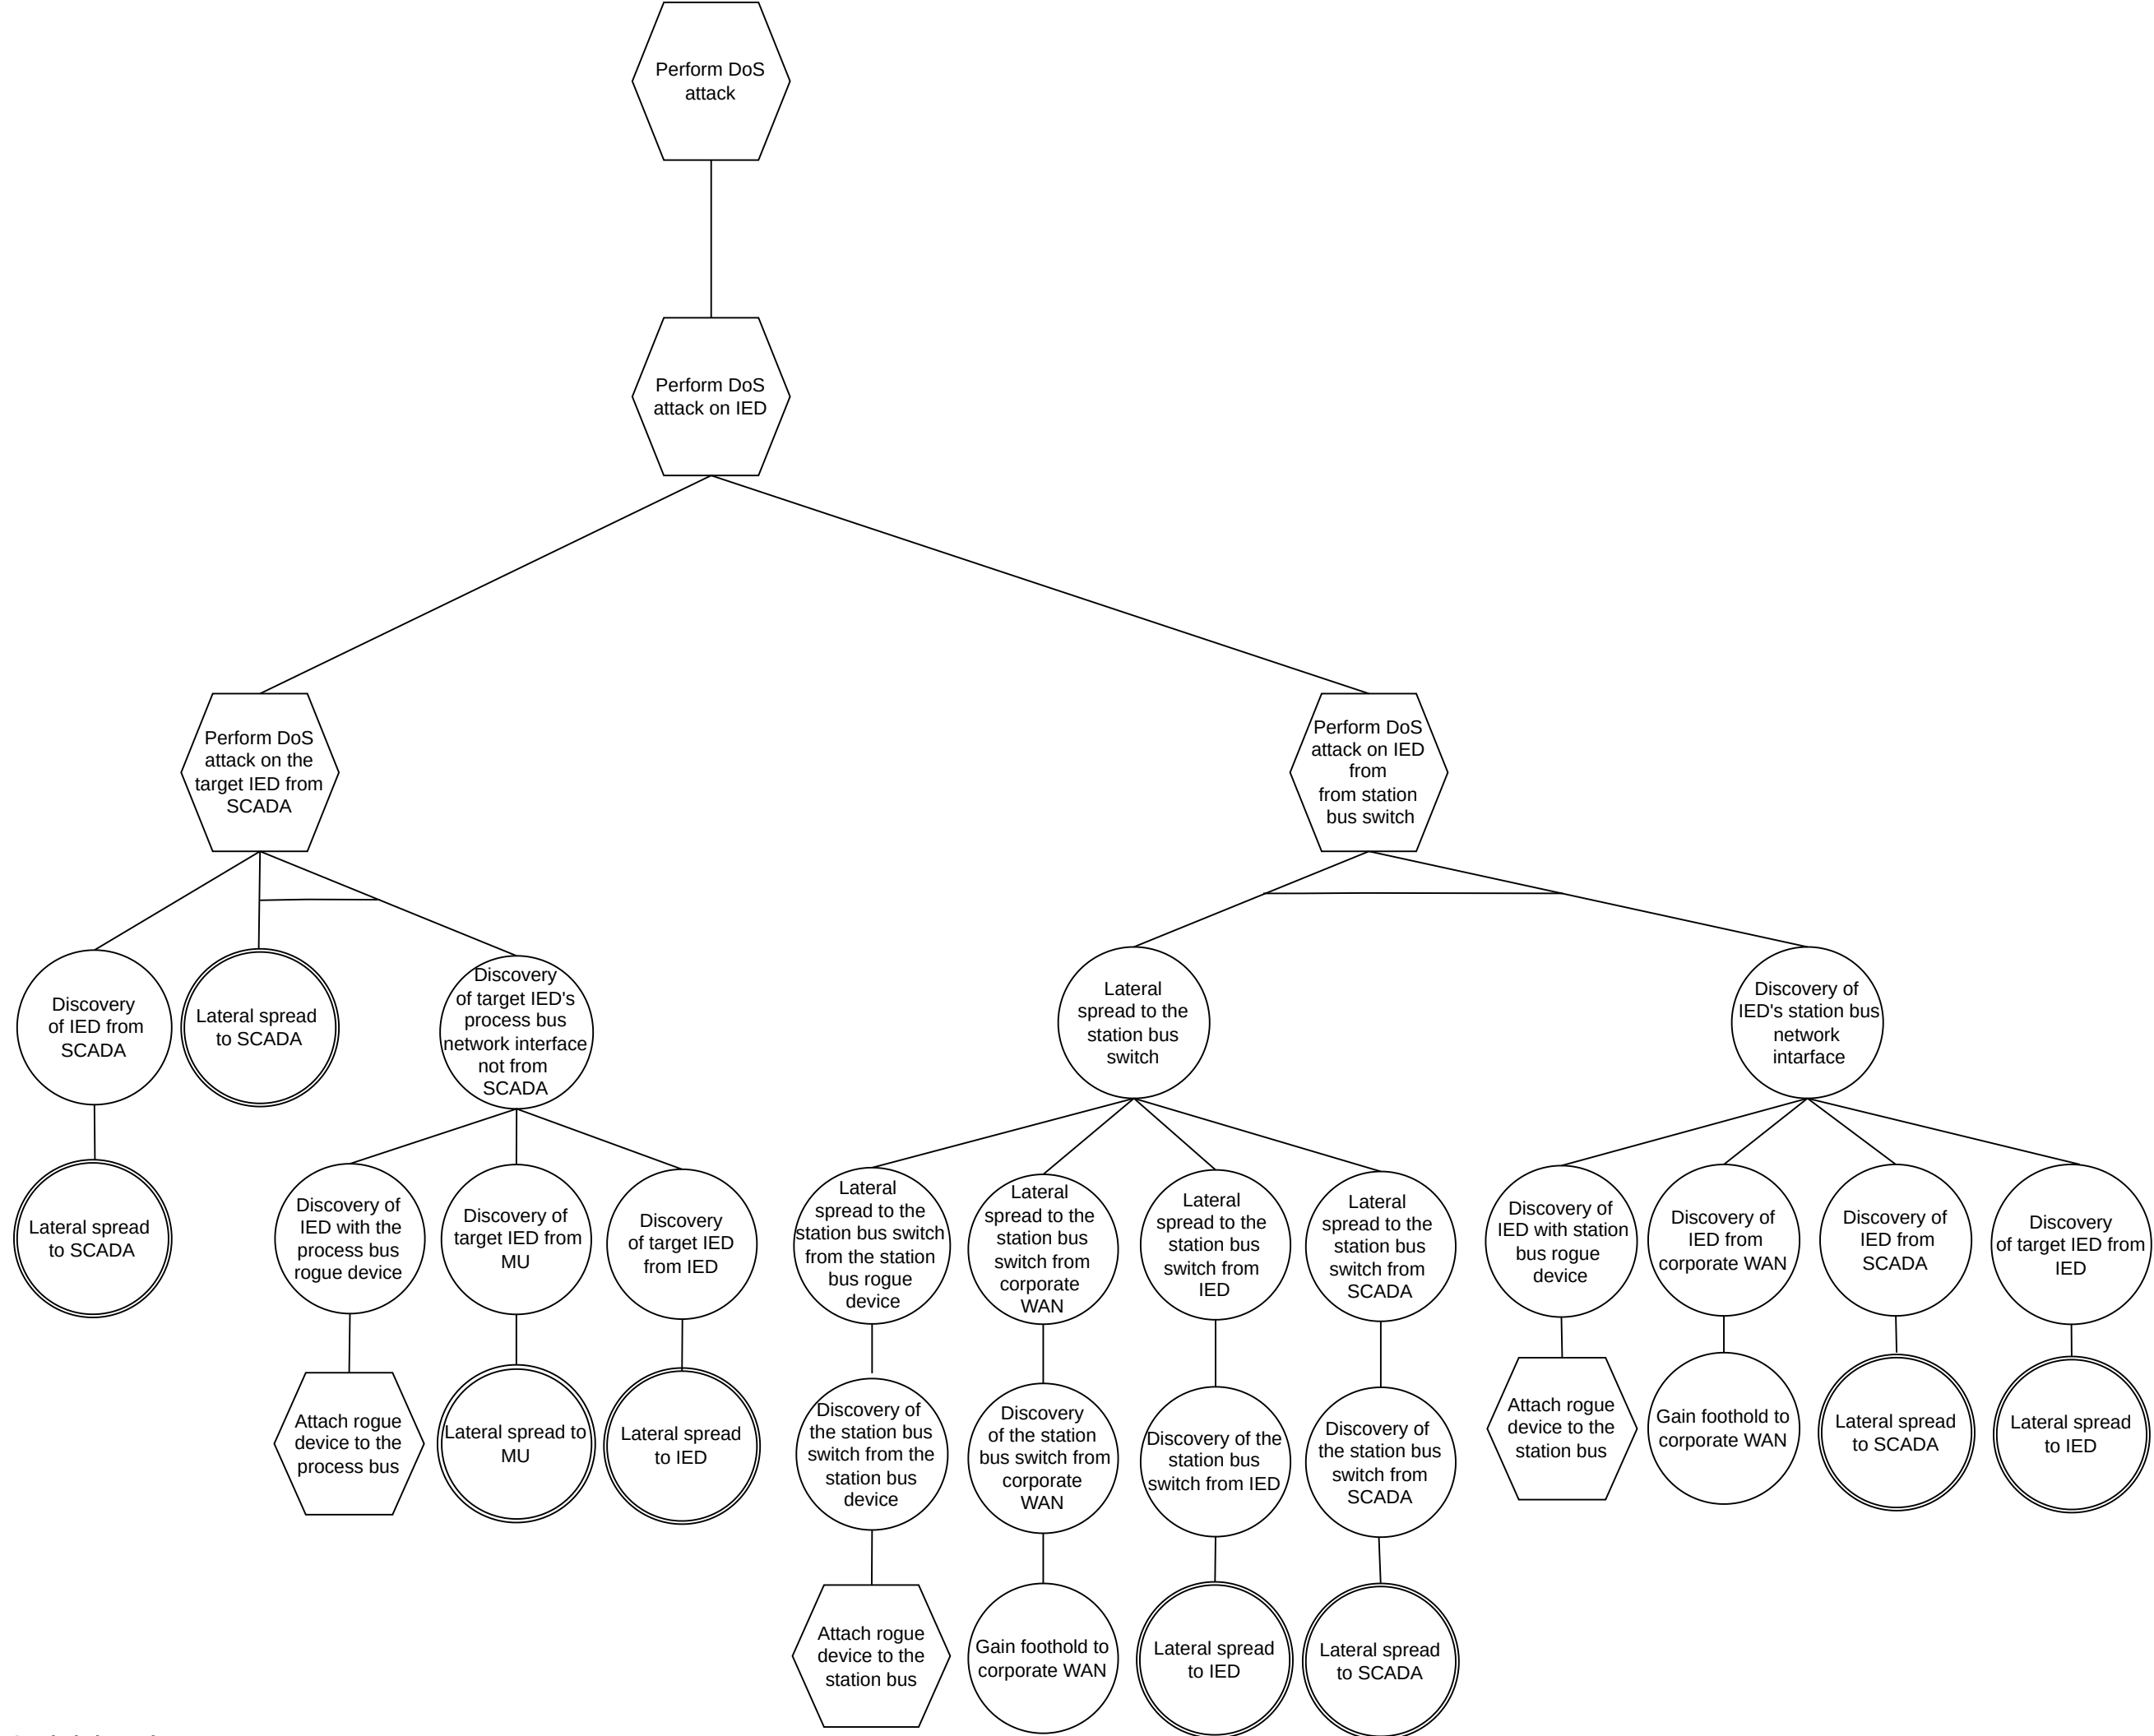 Perform DoS
attack
Perform DoS
attack on IED
Perform DoS
attack on the
target IED from
SCADA
Perform DoS
attack on IED
from
from station
bus switch
Discovery
of IED from
SCADA
Lateral spread
to SCADA
Discovery
of target IED's
process bus
network interface
not from
SCADA
Lateral
spread to the
station bus
switch
Discovery of
IED's station bus
network
intarface
Lateral spread
to SCADA
Discovery of
IED with the
process bus
rogue device
Discovery of
target IED from
MU
Discovery
of target IED
from IED
Lateral
spread to the
station bus switch
from the station
bus rogue
device
Lateral
spread to the
station bus
switch from
corporate
WAN
Lateral
spread to the
station bus
switch from
IED
Lateral
spread to the
station bus
switch from
SCADA
Discovery of
IED with station
bus rogue
device
Discovery of
IED from
corporate WAN
Discovery of
IED from
SCADA
Discovery
of target IED from
IED
Attach rogue
device to the
process bus
Lateral spread to
MU
Lateral spread
to IED
Discovery of
the station bus
switch from the
station bus
device
Discovery
of the station
bus switch from
corporate
WAN
Discovery of the
station bus
switch from IED
Discovery of
the station bus
switch from
SCADA
Attach rogue
device to the
station bus
Gain foothold to
corporate WAN
Lateral spread
to SCADA
Lateral spread
to IED
Attach rogue
device to the
station bus
Gain foothold to
corporate WAN
Lateral spread
to IED
Lateral spread
to SCADA